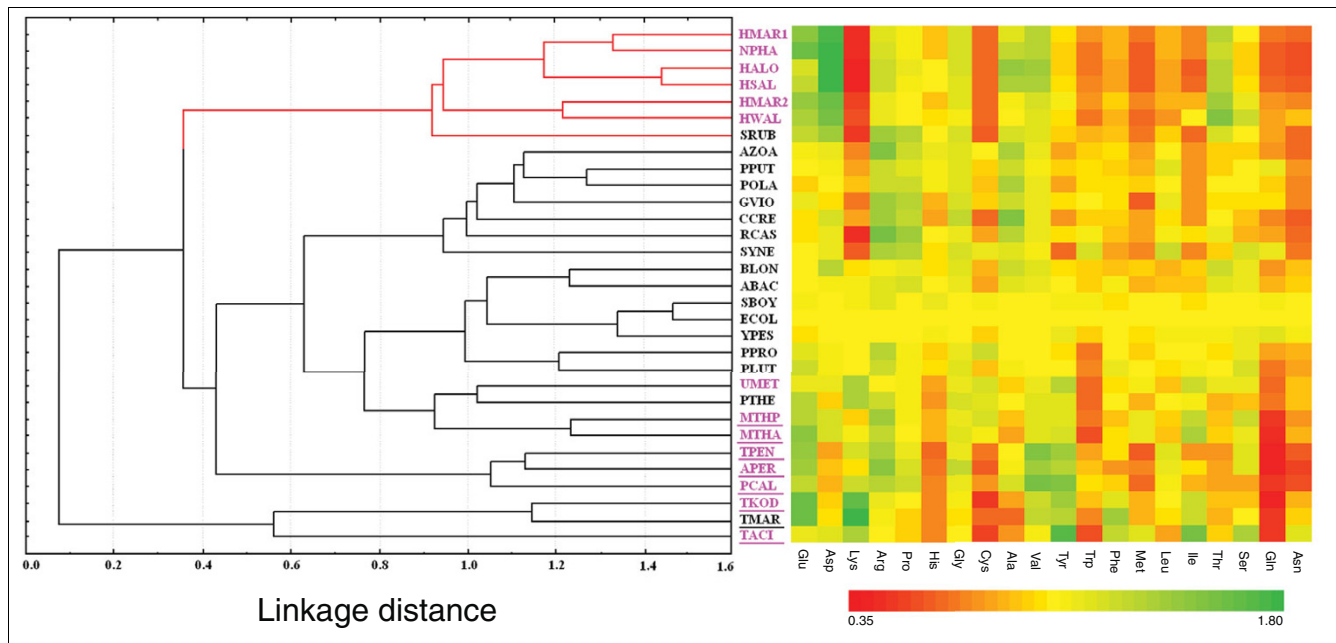 HMAR1
NPHA
HALO
HSAL
HMAR2
HWAL
SRUB
AZOA
PPUT
POLA
GVIO
CCRE
RCAS
SYNE
BLON
ABAC
SBOY
ECOL
YPES
PPRO
PLUT
UMET
PTHE
MTHP
MTHA
TPEN
APER
PCAL
TKOD
TMAR
TACI
0.0 0.2 0.4 0.6 0.8 1.0 1.2 1.4 1.6
Linkage distance
Glu Asp Lys Arg Pro His Gly Cys Ala Val Tyr Trp Phe Met Leu Ile Thr Ser Gln Asn
0.35 1.80